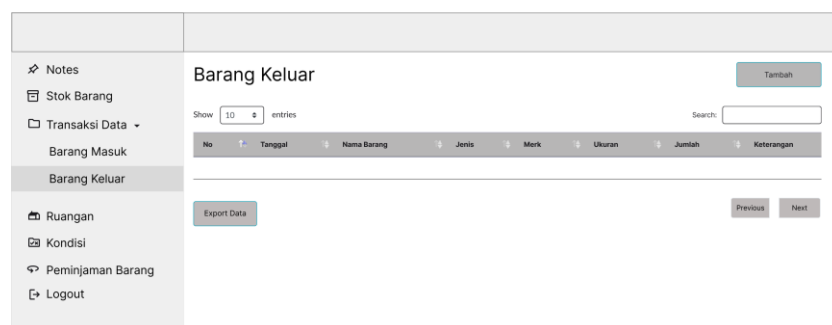 Notes
Stok Barang
Transaksi Data
Barang Masuk
Barang Keluar
Ruangan
Kondisi
Peminjaman Barang
Logout
Barang Keluar
Tambah
Show 10 entries
Search:
No Tanggal Nama Barang Jenis Merk Ukuran Jumlah Keterangan
Export Data
Previous Next